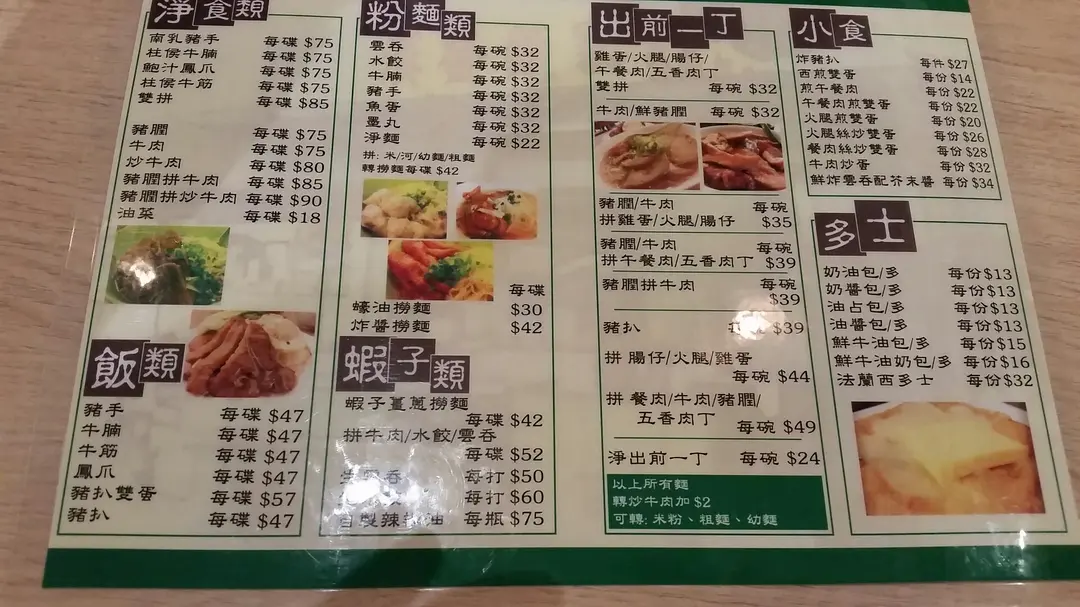 淨食類
南乳豬手 每碟 $75
柱侯牛腩 每碟 $75
鮑汁鳳爪 每碟 $75
柱侯牛筋 每碟 $75
雙拼 每碟 $85
豬膶 每碟 $75
牛肉 每碟 $75
炒牛肉 每碟 $80
豬膶拼牛肉 每碟 $85
豬膶拼炒牛肉 每碟 $90
油菜 每碟 $18
飯類
豬手 每碟 $47
牛腩 每碟 $47
牛筋 每碟 $47
鳳爪 每碟 $47
豬扒雙蛋 每碟 $57
豬扒 每碟 $47
粉麵類
雲吞 每碗 $32
水餃 每碗 $32
牛腩 每碗 $32
豬手 每碗 $32
魚蛋 每碗 $32
墨丸 每碗 $32
淨麵 每碗 $22
拼: 米/河/幼麵/粗麵
轉撈麵每碟 $42
每碟
蠔油撈麵 $30
炸醬撈麵 $42
蝦子類
蝦子薑蔥撈麵
每碟 $42
拼牛肉/水餃/雲吞
每碟 $52
每打 $50
每打 $60
自製辣椒油 每瓶 $75
出前一丁
雞蛋/火腿/腸仔/
午餐肉/五香肉丁
雙拼 每碗 $32
牛肉/鮮豬膶 每碗 $32
豬膶/牛肉 每碗
拼雞蛋/火腿/腸仔 $35
豬膶/牛肉 每碗
拼午餐肉/五香肉丁 $39
豬膶拼牛肉 每碗
$39
豬扒 每碗 $39
拼 腸仔/火腿/雞蛋
每碗 $44
拼 餐肉/牛肉/豬膶/
五香肉丁 每碗 $49
淨出前一丁 每碗 $24
以上所有麵
轉炒牛肉加 $2
可轉: 米粉、粗麵、幼麵
小食
炸豬扒 每件 $27
西煎雙蛋 每份 $14
煎午餐肉 每份 $22
午餐肉煎雙蛋 每份 $22
火腿煎雙蛋 每份 $20
火腿絲炒雙蛋 每份 $26
餐肉絲炒雙蛋 每份 $28
牛肉炒蛋 每份 $32
鮮炸雲吞配芥末醬 每份 $34
多士
奶油包/多 每份 $13
奶醬包/多 每份 $13
油占包/多 每份 $13
油醬包/多 每份 $13
鮮牛油包/多 每份 $15
鮮牛油奶包/多 每份 $16
法蘭西多士 每份 $32